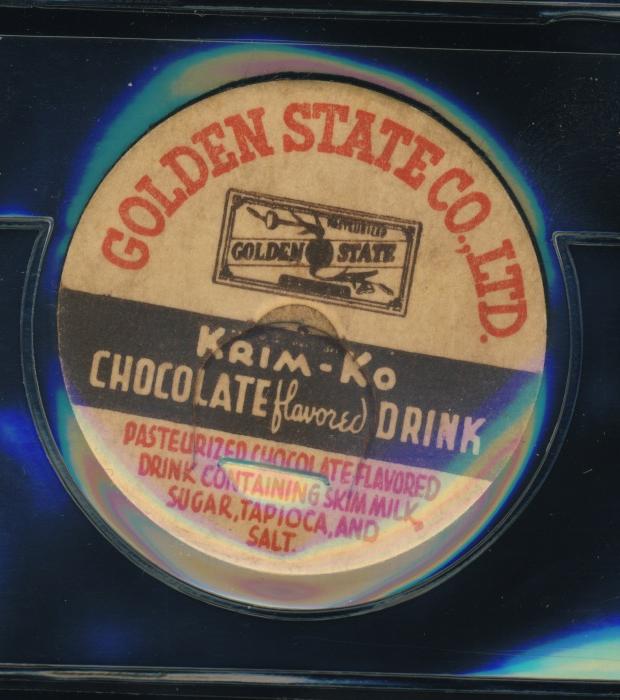 GOLDEN STATE CO., LTD.
PASTEURIZED
GOLDEN STATE
KRIM-KO
CHOCOLATE flavored DRINK
PASTEURIZED CHOCOLATE FLAVORED
DRINK CONTAINING SKIM MILK,
SUGAR, TAPIOCA, AND
SALT.